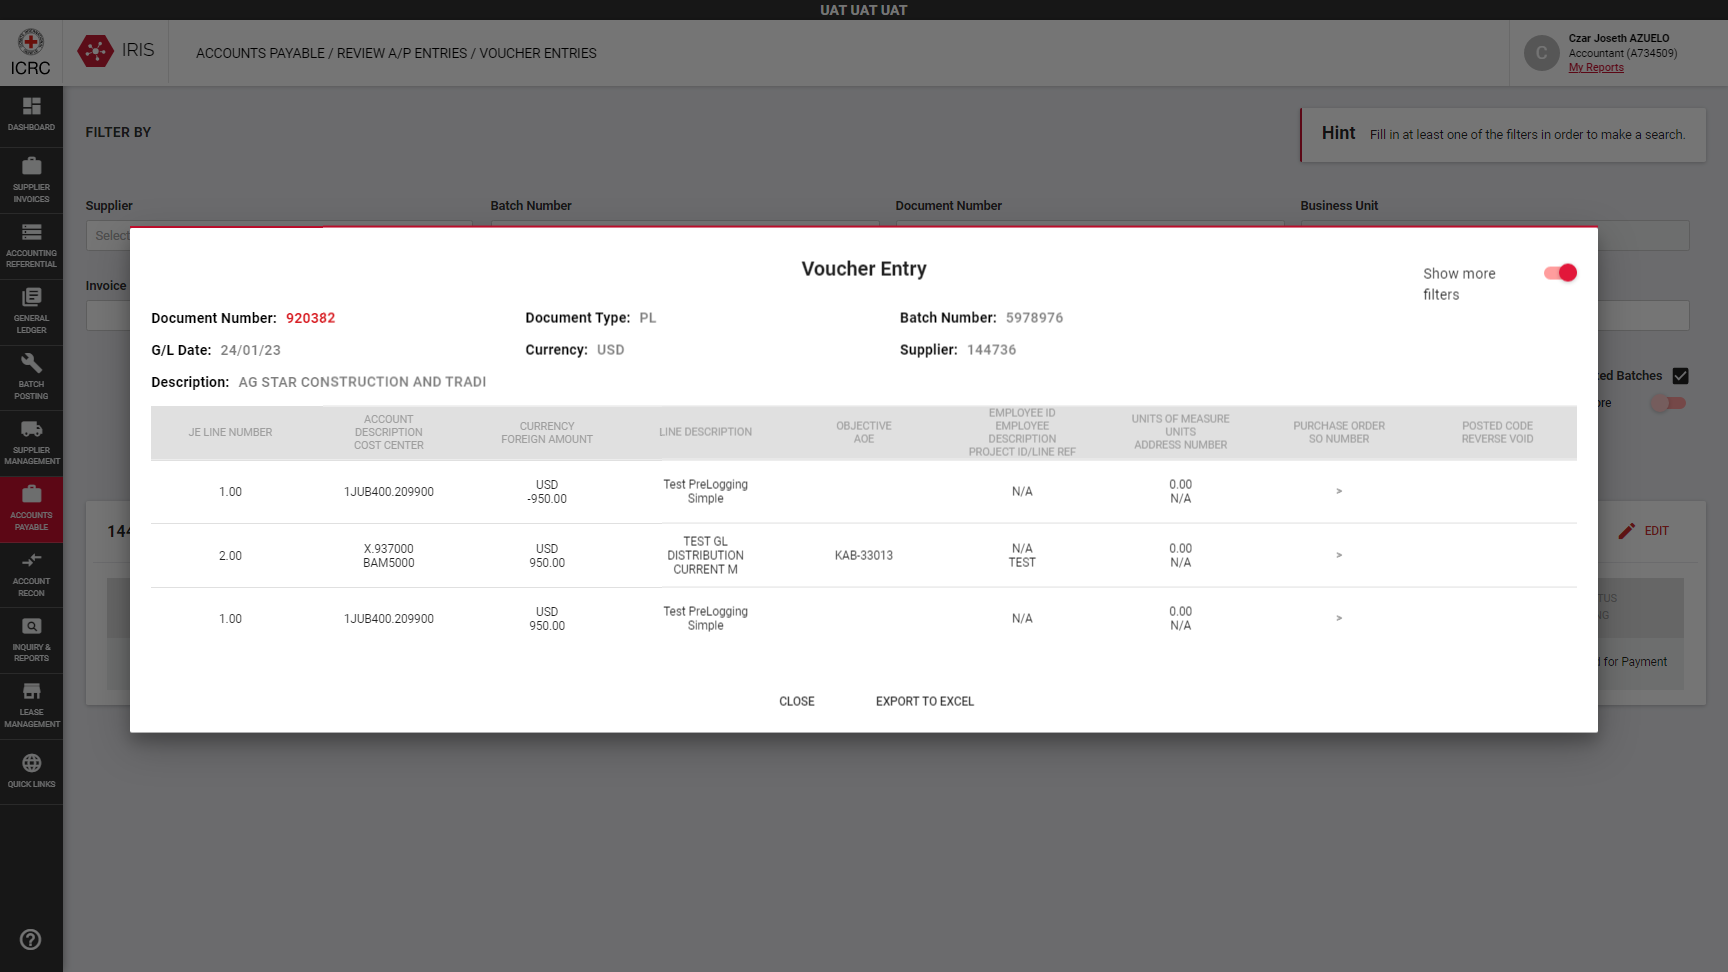 UAT UAT UAT
ICRC
IRIS
ACCOUNTS PAYABLE / REVIEW A/P ENTRIES / VOUCHER ENTRIES
C
Czar Joseth AZUELO
Accountant (A734509)
My Reports
DASHBOARD
SUPPLIER
INVOICES
ACCOUNTING
REFERENTIAL
GENERAL
LEDGER
BATCH
POSTING
SUPPLIER
MANAGEMENT
ACCOUNTS
PAYABLE
ACCOUNT
RECON
INQUIRY &
REPORTS
LEASE
MANAGEMENT
QUICK LINKS
FILTER BY
Hint Fill in at least one of the filters in order to make a search.
Supplier Batch Number Document Number Business Unit
Select
Invoice
ed Batches
ore
144
EDIT
TUS
NG
d for Payment
Voucher Entry
Show more
filters
Document Number: 920382 Document Type: PL Batch Number: 5978976
G/L Date: 24/01/23 Currency: USD Supplier: 144736
Description: AG STAR CONSTRUCTION AND TRADI
JE LINE NUMBER
ACCOUNT
DESCRIPTION
COST CENTER
CURRENCY
FOREIGN AMOUNT
LINE DESCRIPTION
OBJECTIVE
AOE
EMPLOYEE ID
EMPLOYEE
DESCRIPTION
PROJECT ID/LINE REF
UNITS OF MEASURE
UNITS
ADDRESS NUMBER
PURCHASE ORDER
SO NUMBER
POSTED CODE
REVERSE VOID
1.00
1JUB400.209900
USD
-950.00
Test PreLogging
Simple
N/A
0.00
N/A
>
2.00
X.937000
BAM5000
USD
950.00
TEST GL
DISTRIBUTION
CURRENT M
KAB-33013
N/A
TEST
0.00
N/A
>
1.00
1JUB400.209900
USD
950.00
Test PreLogging
Simple
N/A
0.00
N/A
>
CLOSE EXPORT TO EXCEL